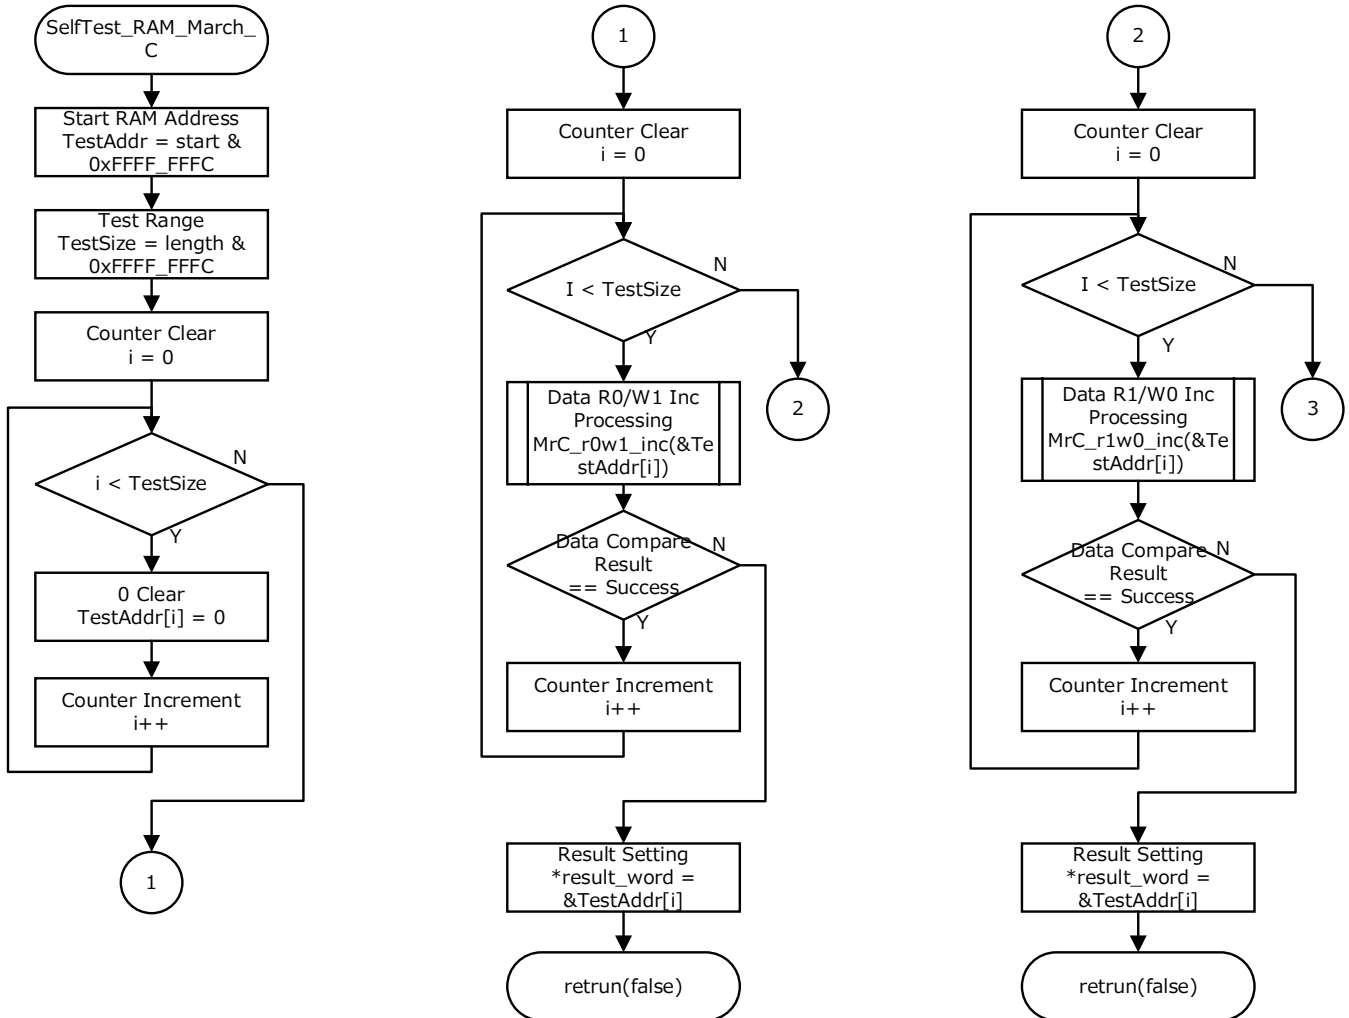 SelfTest_RAM_March_
C
Start RAM Address
TestAddr = start &
0xFFFF_FFFC
Test Range
TestSize = length &
0xFFFF_FFFC
Counter Clear
i = 0
i < TestSize
N
Y
0 Clear
TestAddr[i] = 0
Counter Increment
i++
1
1
Counter Clear
i = 0
I < TestSize
N
Y
2
Data R0/W1 Inc
Processing
MrC_r0w1_inc(&Te
stAddr[i])
Data Compare
Result
== Success
N
Y
Counter Increment
i++
Result Setting
*result_word =
&TestAddr[i]
retrun(false)
2
Counter Clear
i = 0
I < TestSize
N
Y
3
Data R1/W0 Inc
Processing
MrC_r1w0_inc(&Te
stAddr[i])
Data Compare
Result
== Success
N
Y
Counter Increment
i++
Result Setting
*result_word =
&TestAddr[i]
retrun(false)